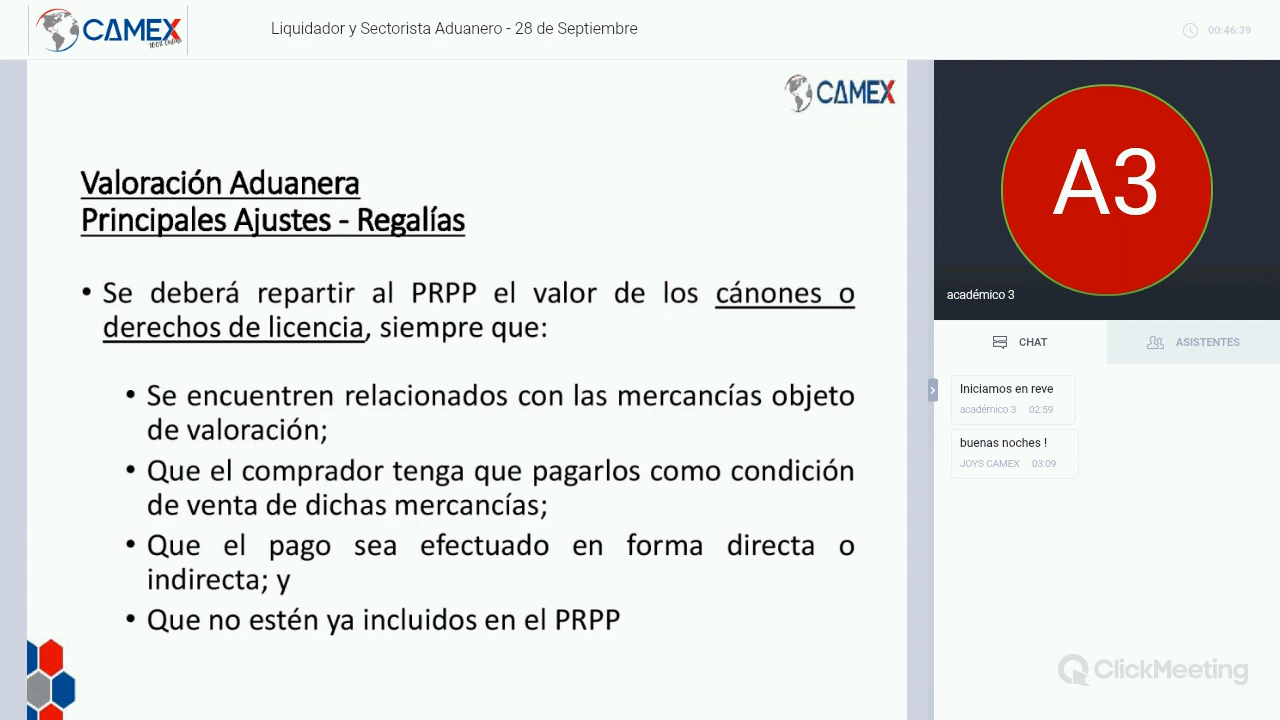 CAMEX
100% Online
Liquidador y Sectorista Aduanero - 28 de Septiembre
00:46:39
CAMEX
Valoración Aduanera
Principales Ajustes - Regalías
• Se deberá repartir al PRPP el valor de los cánones o
derechos de licencia, siempre que:
• Se encuentren relacionados con las mercancías objeto
de valoración;
• Que el comprador tenga que pagarlos como condición
de venta de dichas mercancías;
• Que el pago sea efectuado en forma directa o
indirecta; y
• Que no estén ya incluidos en el PRPP
A3
académico 3
CHAT
ASISTENTES
Iniciamos en reve
académico 3 02:59
buenas noches !
JOYS CAMEX 03:09
ClickMeeting